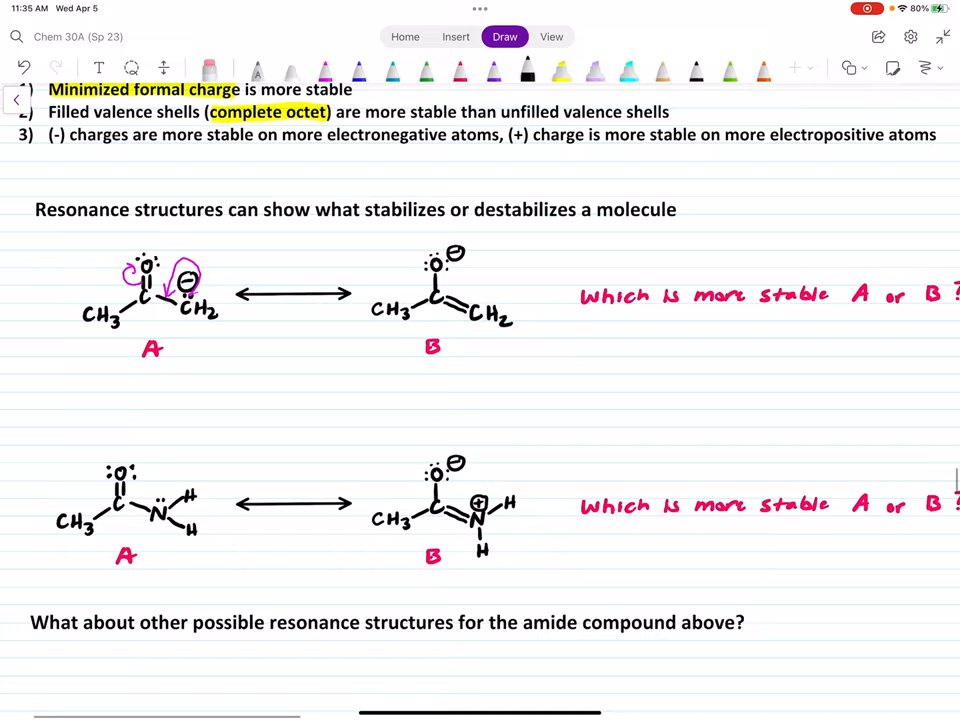 11:35 AM Wed Apr 5
80%
Chem 30A (Sp 23)
Home Insert Draw View
1) Minimized formal charge is more stable
2) Filled valence shells (complete octet) are more stable than unfilled valence shells
3) (-) charges are more stable on more electronegative atoms, (+) charge is more stable on more electropositive atoms
Resonance structures can show what stabilizes or destabilizes a molecule
:O: ⊖
C
CH3 CH2
A
:O: ⊖
C
CH3 CH2
B
which is more stable A or B ?
:O:
C N H
CH3 H
A
:O: ⊖
C ⊕ H
CH3 N
H
B
which is more stable A or B ?
What about other possible resonance structures for the amide compound above?